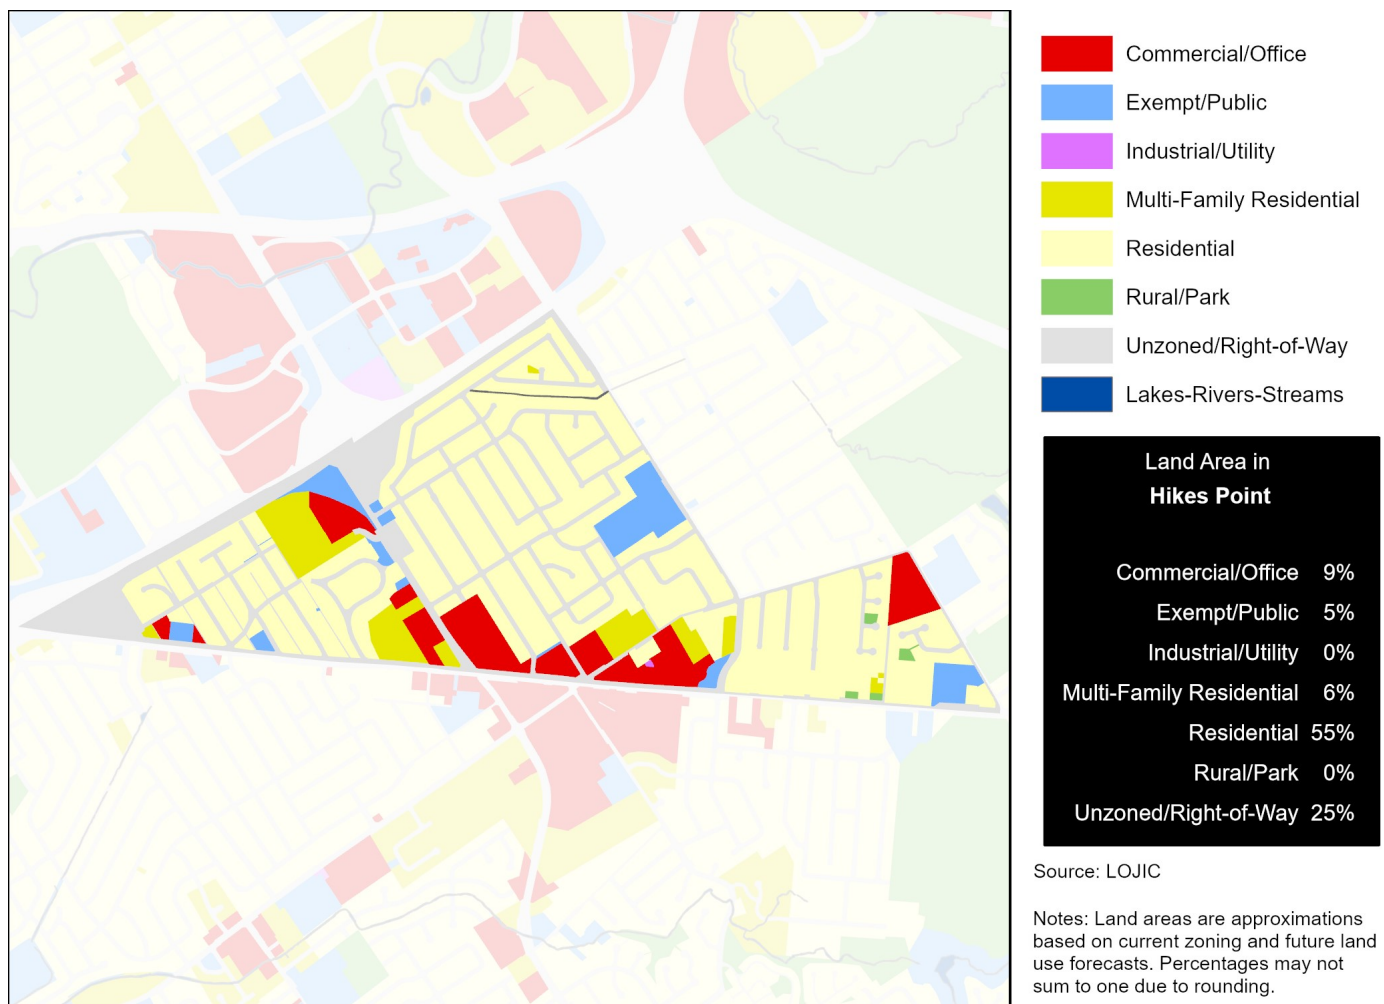 Commercial/Office
Exempt/Public
Industrial/Utility
Multi-Family Residential
Residential
Rural/Park
Unzoned/Right-of-Way
Lakes-Rivers-Streams
Land Area in
Hikes Point
Commercial/Office 9%
Exempt/Public 5%
Industrial/Utility 0%
Multi-Family Residential 6%
Residential 55%
Rural/Park 0%
Unzoned/Right-of-Way 25%
Source: LOJIC
Notes: Land areas are approximations
based on current zoning and future land
use forecasts. Percentages may not
sum to one due to rounding.